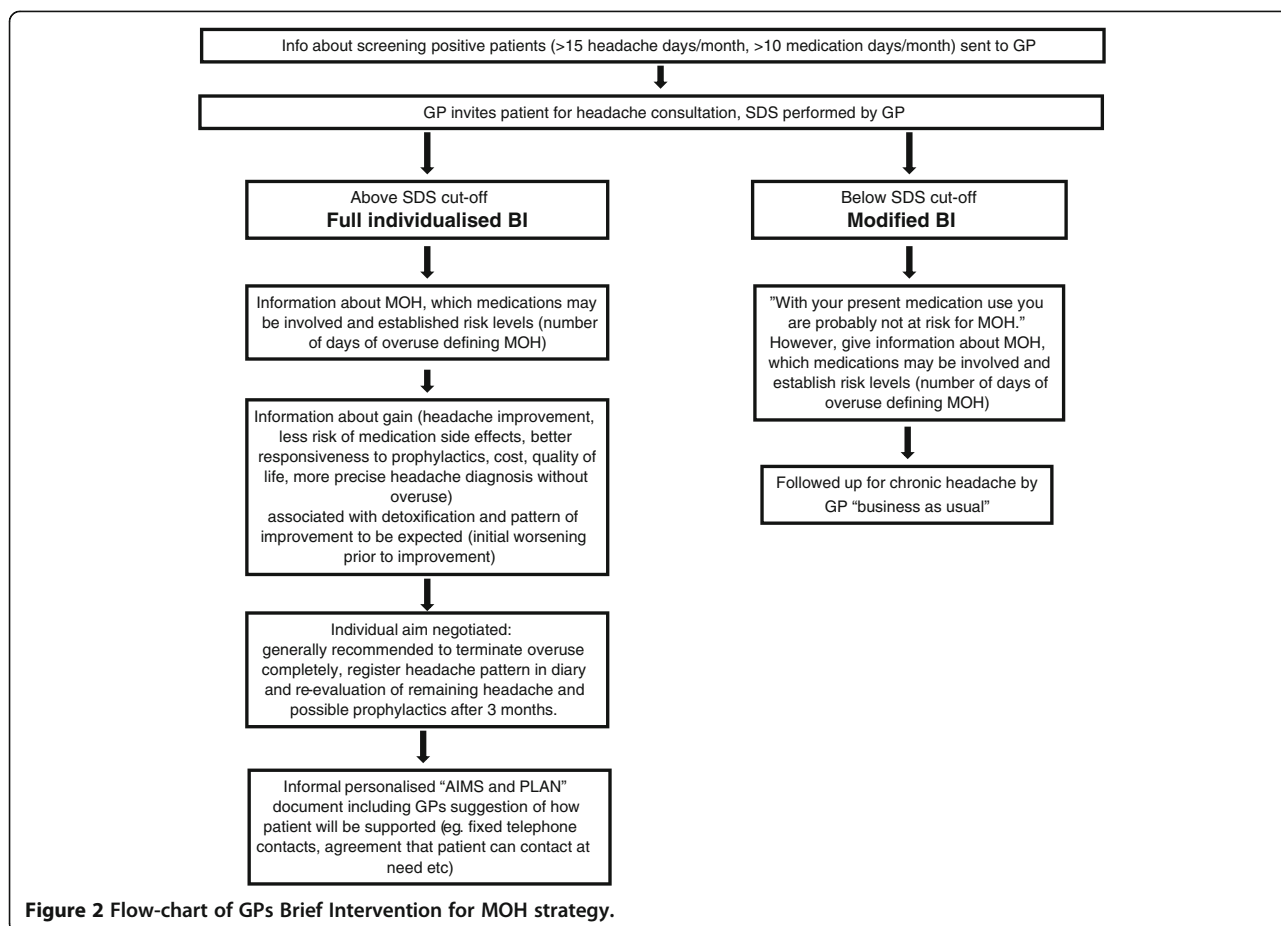 Info about screening positive patients (>15 headache days/month, >10 medication days/month) sent to GP
GP invites patient for headache consultation, SDS performed by GP
Above SDS cut-off
Full individualised BI
Information about MOH, which medications may
be involved and established risk levels (number
of days of overuse defining MOH)
Information about gain (headache improvement,
less risk of medication side effects, better
responsiveness to prophylactics, cost, quality of
life, more precise headache diagnosis without
overuse)
associated with detoxification and pattern of
improvement to be expected (initial worsening
prior to improvement)
Individual aim negotiated:
generally recommended to terminate overuse
completely, register headache pattern in diary
and re-evaluation of remaining headache and
possible prophylactics after 3 months.
Informal personalised “AIMS and PLAN”
document including GPs suggestion of how
patient will be supported (eg. fixed telephone
contacts, agreement that patient can contact at
need etc)
Below SDS cut-off
Modified BI
”With your present medication use you
are probably not at risk for MOH.”
However, give information about MOH,
which medications may be involved and
establish risk levels (number of days of
overuse defining MOH)
Followed up for chronic headache by
GP “business as usual”
Figure 2 Flow-chart of GPs Brief Intervention for MOH strategy.